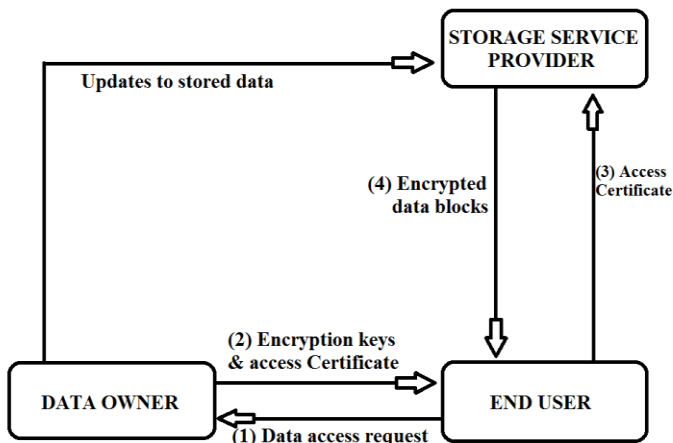 STORAGE SERVICE
PROVIDER
Updates to stored data
(3) Access
Certificate
(4) Encrypted
data blocks
(2) Encryption keys
& access Certificate
DATA OWNER
END USER
(1) Data access request